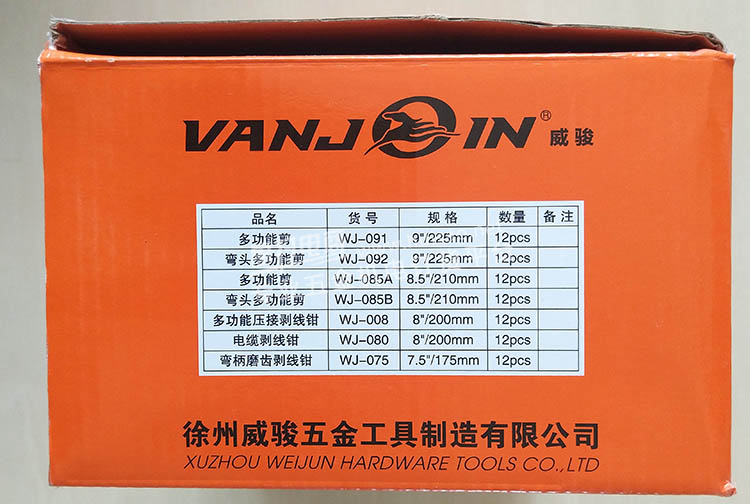 VANJOIN® 威骏
品名 货号 规格 数量 备注
多功能剪 WJ-091 9"/225mm 12pcs
弯头多功能剪 WJ-092 9"/225mm 12pcs
多功能剪 WJ-085A 8.5"/210mm 12pcs
弯头多功能剪 WJ-085B 8.5"/210mm 12pcs
多功能压接剥线钳 WJ-008 8"/200mm 12pcs
电缆剥线钳 WJ-080 8"/200mm 12pcs
弯柄磨齿剥线钳 WJ-075 7.5"/175mm 12pcs
徐州威骏五金工具制造有限公司
XUZHOU WEIJUN HARDWARE TOOLS CO.,LTD